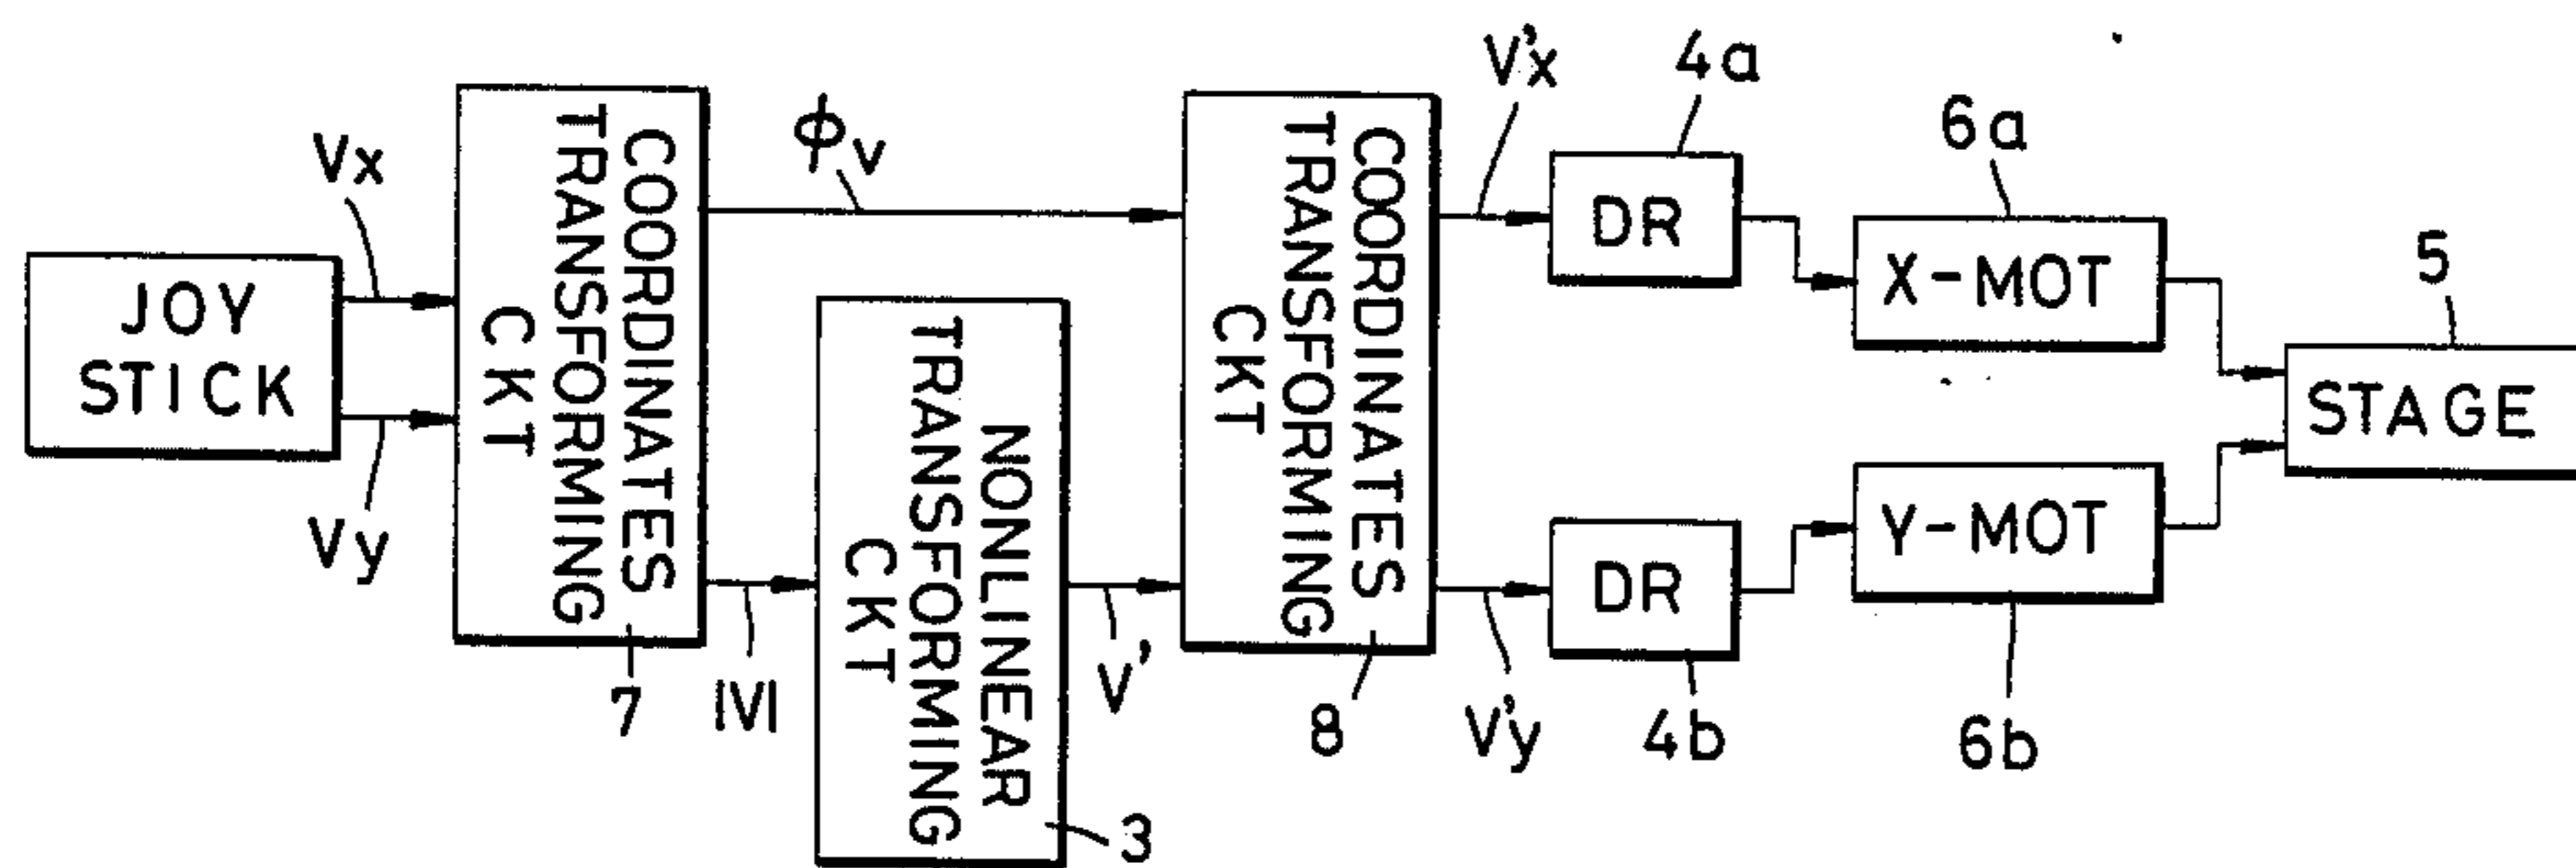 JOY
STICK
Vx
Vy
COORDINATES
TRANSFORMING
CKT
7
ϕv
|V|
NONLINEAR
TRANSFORMING
CKT
3
V'
COORDINATES
TRANSFORMING
CKT
8
V'x
V'y
4a
DR
4b
DR
6a
X-MOT
6b
Y-MOT
5
STAGE